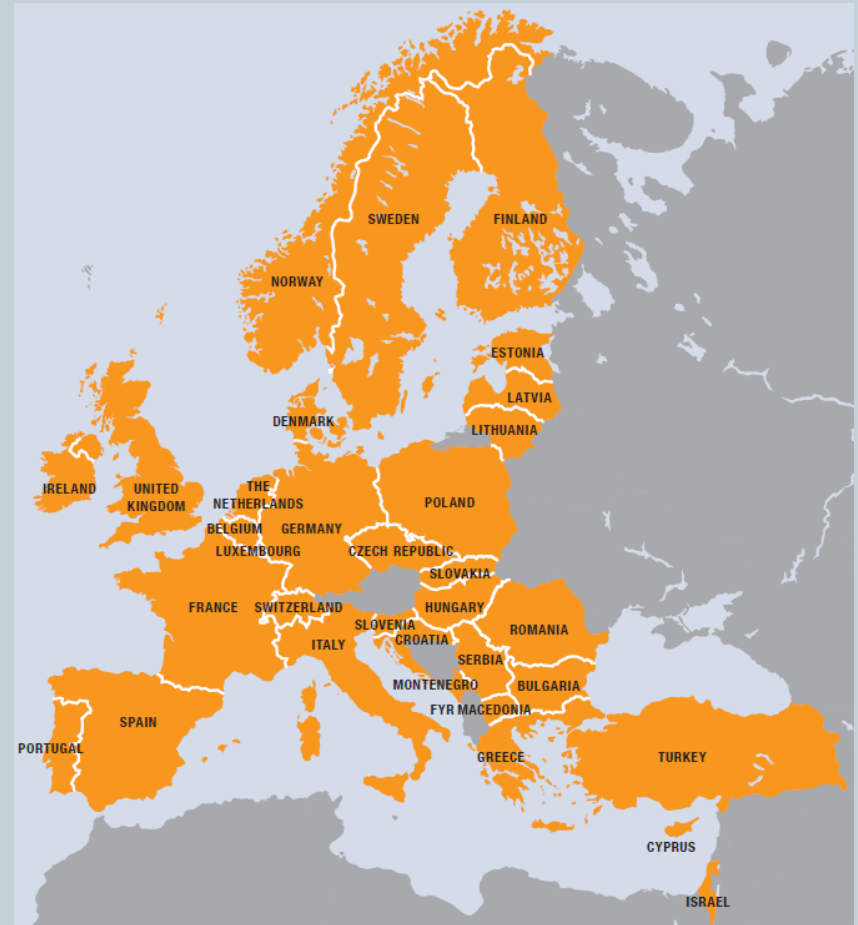 SWEDEN
FINLAND
NORWAY
ESTONIA
LATVIA
DENMARK
LITHUANIA
IRELAND
UNITED
KINGDOM
THE
NETHERLANDS
POLAND
BELGIUM
GERMANY
LUXEMBOURG
CZECH REPUBLIC
SLOVAKIA
FRANCE
SWITZERLAND
HUNGARY
SLOVENIA
ROMANIA
ITALY
CROATIA
SERBIA
MONTENEGRO
BULGARIA
FYR MACEDONIA
SPAIN
PORTUGAL
GREECE
TURKEY
CYPRUS
ISRAEL